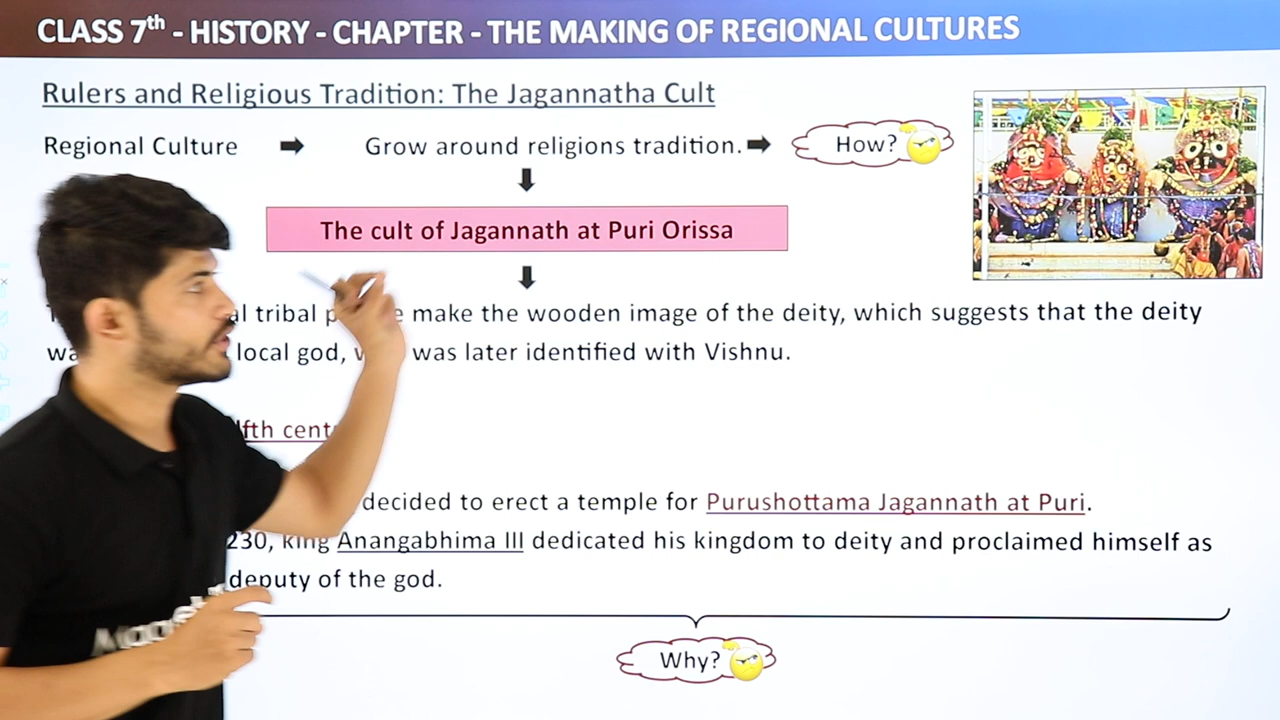 CLASS 7th - HISTORY - CHAPTER - THE MAKING OF REGIONAL CULTURES
Rulers and Religious Tradition: The Jagannatha Cult
Regional Culture ➡ Grow around religions tradition. ➡ How?
The cult of Jagannath at Puri Orissa
tribal make the wooden image of the deity, which suggests that the deity
local god, was later identified with Vishnu.
decided to erect a temple for Purushottama Jagannath at Puri.
king Anangabhima III dedicated his kingdom to deity and proclaimed himself as
deputy of the god.
Why?